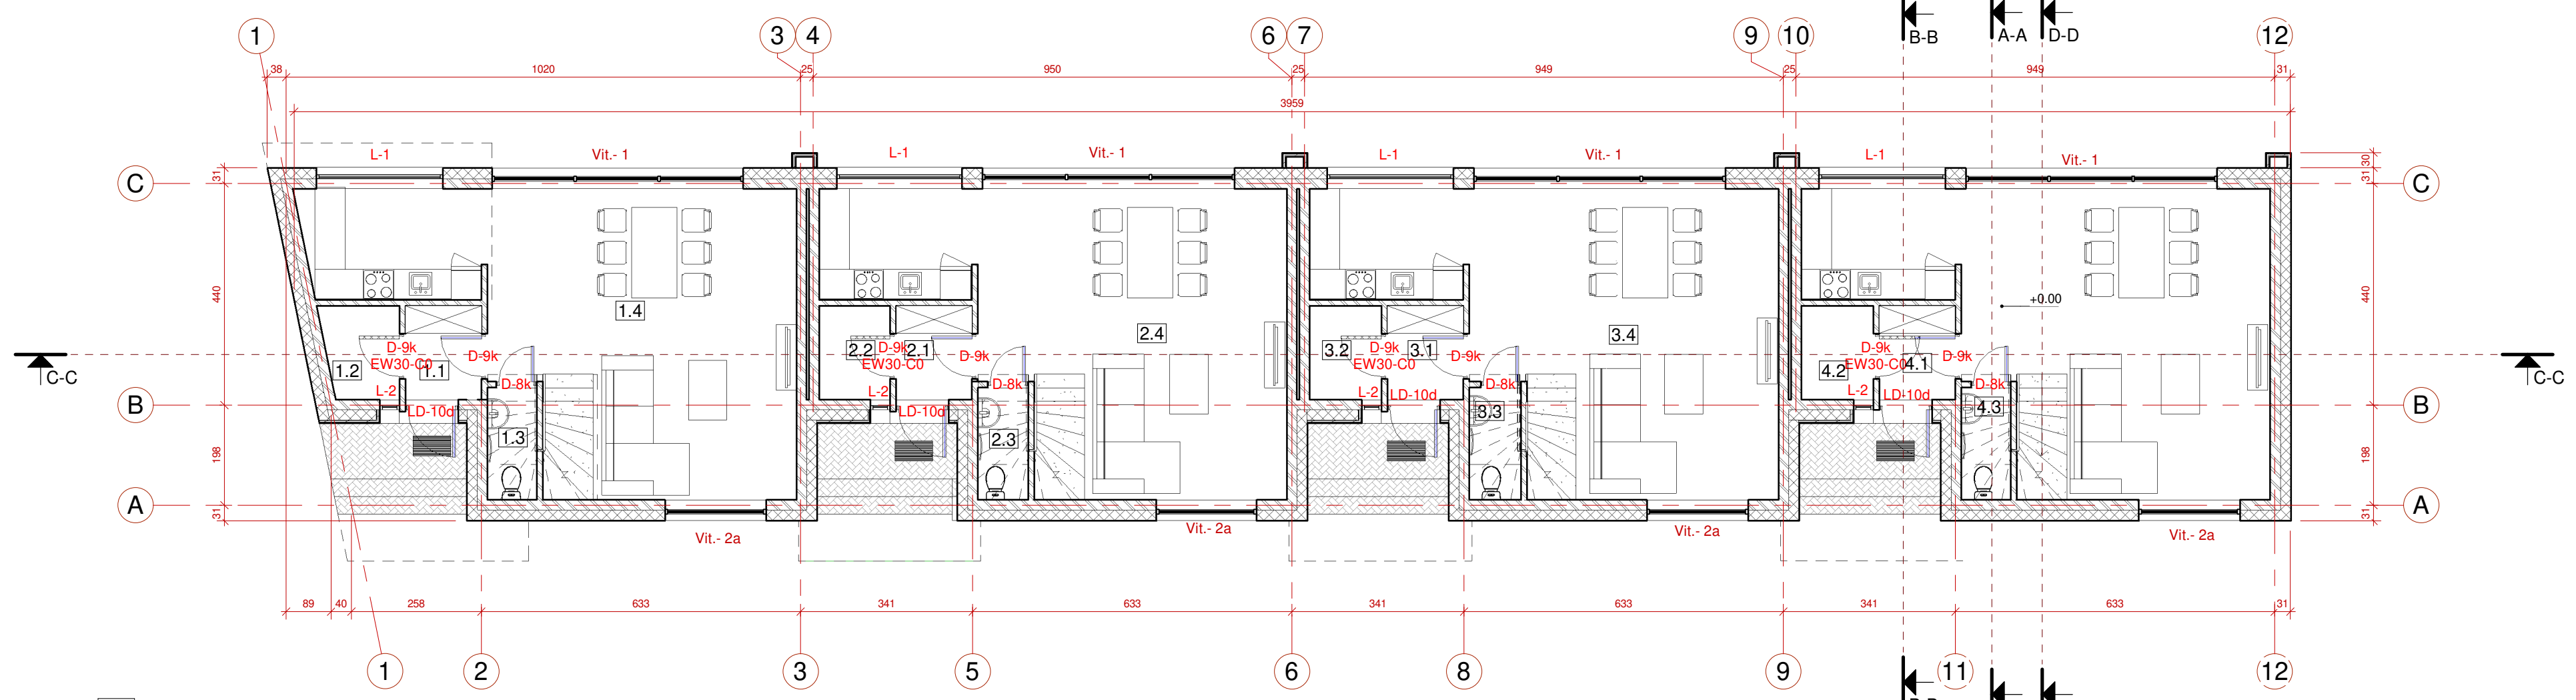 B-B A-A D-D
1 3 4 6 7 9 10 12
38 1020 25 950 25 949 25 949 31
3959
L-1 Vit.- 1 L-1 Vit.- 1 L-1 Vit.- 1 L-1 Vit.- 1
C 31 30 31 C
440 440
1.4 2.4 3.4 +0.00
D-9k D-9k D-9k D-9k D-9k D-9k D-9k D-9k
1.2 EW30-C0 1.1 2.2 EW30-C0 2.1 3.2 EW30-C0 3.1 4.2 EW30-C0 4.1
C-C C-C
L-2 D-8k L-2 D-8k L-2 D-8k L-2 D-8k
B LD-10d LD-10d LD-10d LD-10d B
1.3 2.3 3.3 4.3
198 198
A 31 31 A
Vit.- 2a Vit.- 2a Vit.- 2a Vit.- 2a
89 40 258 633 341 633 341 633 341 633 31
1 2 3 5 6 8 9 11 12